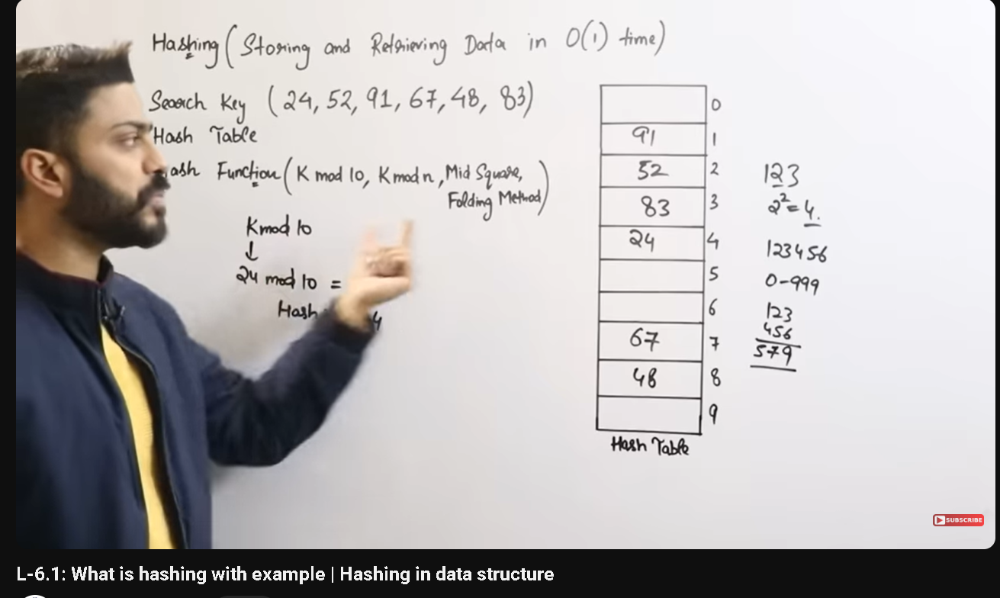 Hashing (Storing and Retrieving Data in O(1) time)
Search Key (24, 52, 91, 67, 48, 83)
Hash Table
ash Function (K mod 10, K mod n, Mid Square,
Folding Method)
K mod 10
↓
24 mod 10 =
Hash
4
0
91 1
52 2
83 3
24 4
5
6
67 7
48 8
9
Hash Table
123
2²=4.
123456
0-999
123
456
579
SUBSCRIBE
L-6.1: What is hashing with example | Hashing in data structure